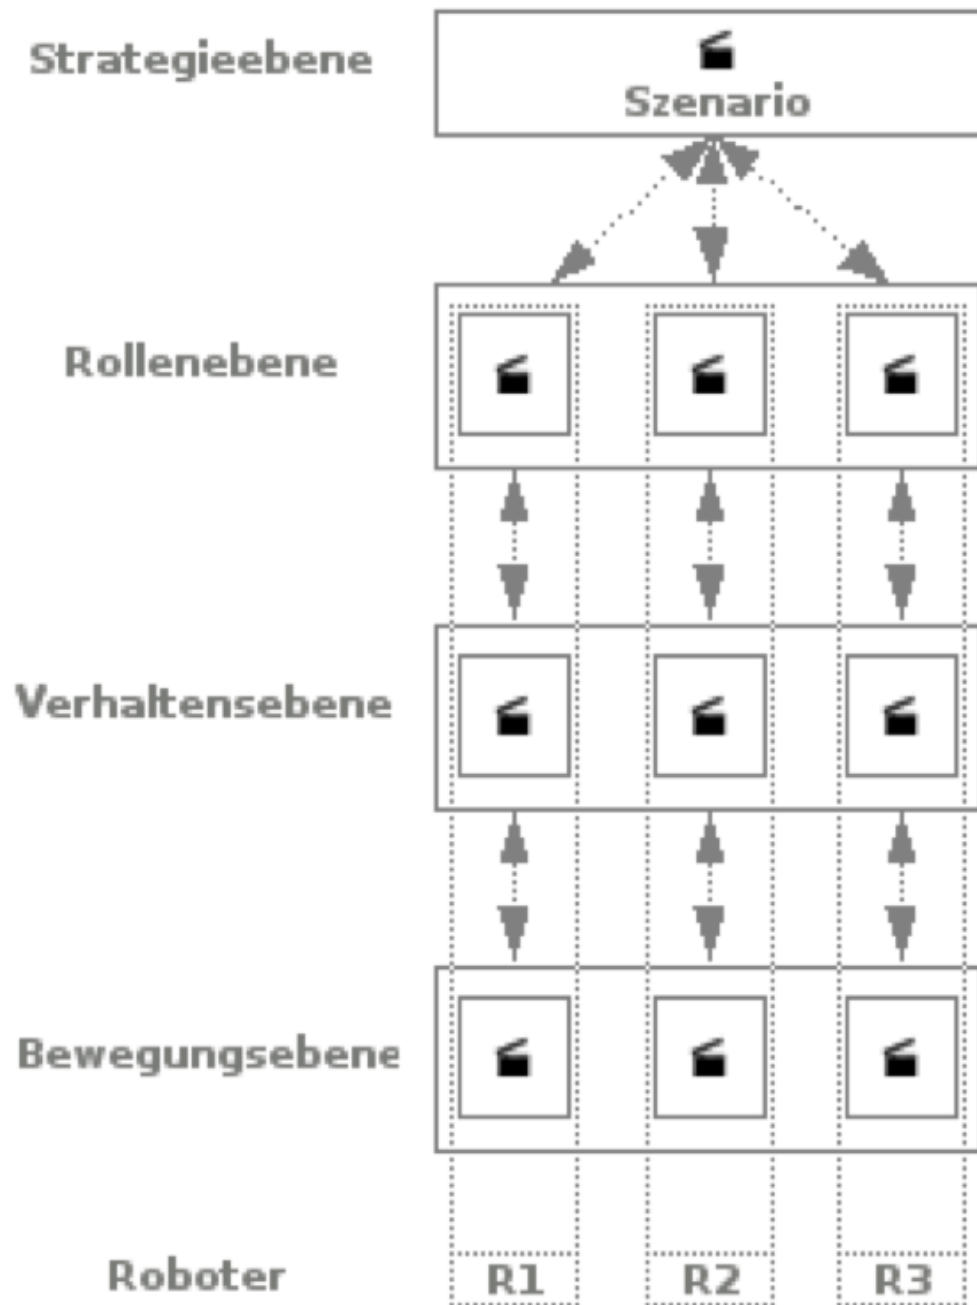 Strategieebene
Szenario
Rollenebene
Verhaltensebene
Bewegungsebene
Roboter R1 R2 R3